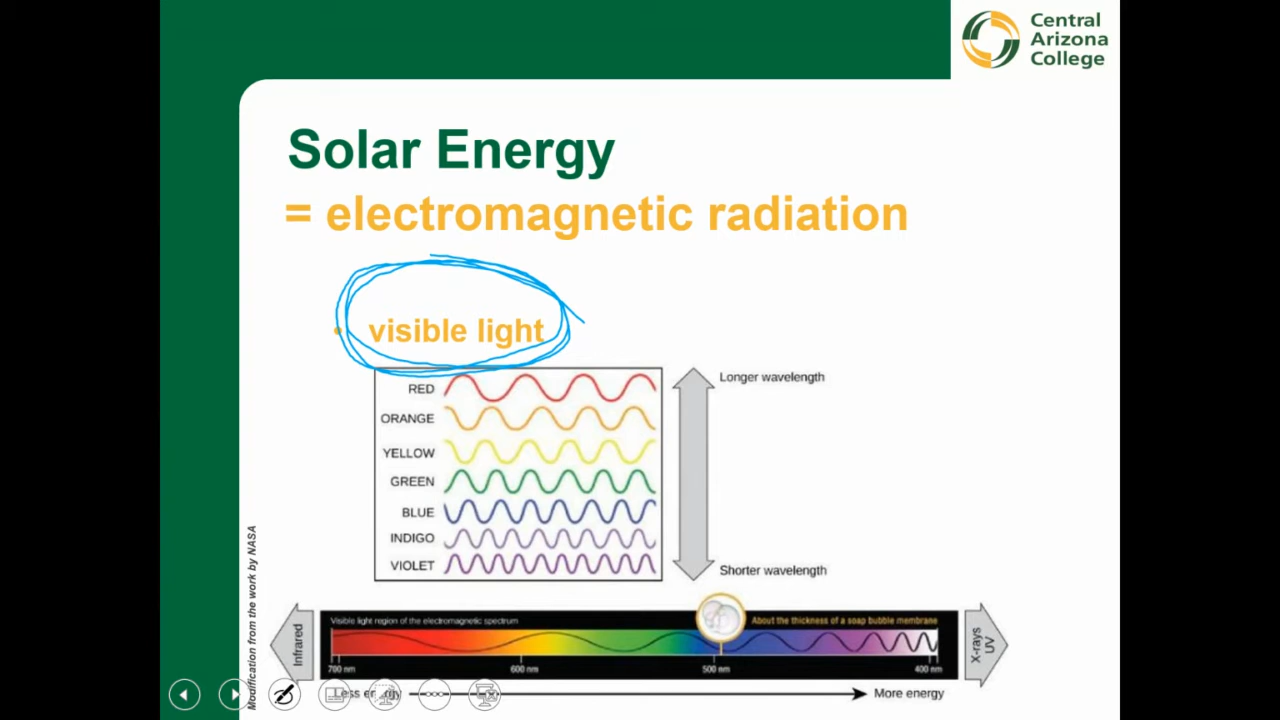 Central
Arizona
College
Solar Energy
= electromagnetic radiation
• visible light
RED
ORANGE
YELLOW
GREEN
BLUE
INDIGO
VIOLET
Longer wavelength
Shorter wavelength
Modification from the work by NASA
Infrared
Visible light region of the electromagnetic spectrum
About the thickness of a soap bubble membrane
700 nm
600 nm
500 nm
400 nm
X-rays
UV
Less energy
More energy